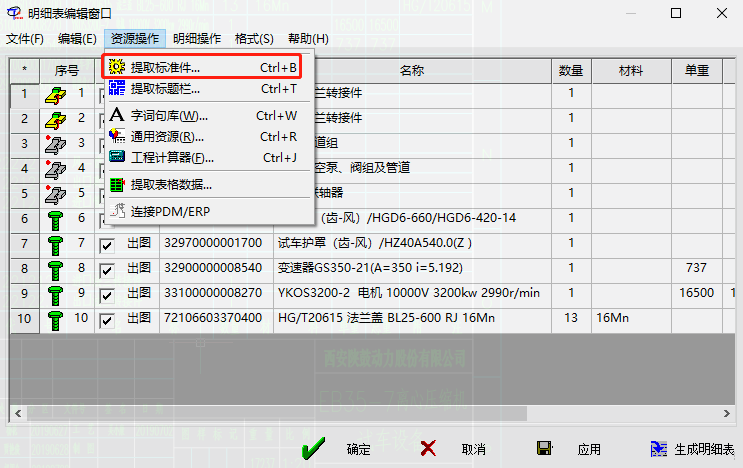 明细表编辑窗口
文件(F) 编辑(E) 资源操作 明细操作 格式(S) 帮助(H)
* 序号 名称 数量 材料 单重
提取标准件... Ctrl+B
提取标题栏... Ctrl+T
字词句库(W)... Ctrl+W
通用资源(R)... Ctrl+R
工程计算器(F)... Ctrl+J
提取表格数据...
连接PDM/ERP
1 1 兰转接件 1
2 2 兰转接件 1
3 3 道组 1
4 4 空泵、阀组及管道 1
5 5 联轴器 1
6 6 (齿-风) /HGD6-660/HGD6-420-14 1
7 7 出图 32970000001700 试车护罩 (齿-风) /HZ40A540.0(Z ) 1
8 8 出图 32900000008540 变速器GS350-21(A=350 i=5.192) 1 737
9 9 出图 33100000008270 YKOS3200-2 电机 10000V 3200kw 2990r/min 1 16500 1
10 10 出图 72106603370400 HG/T20615 法兰盖 BL25-600 RJ 16Mn 13 16Mn
确定 取消 应用 生成明细表